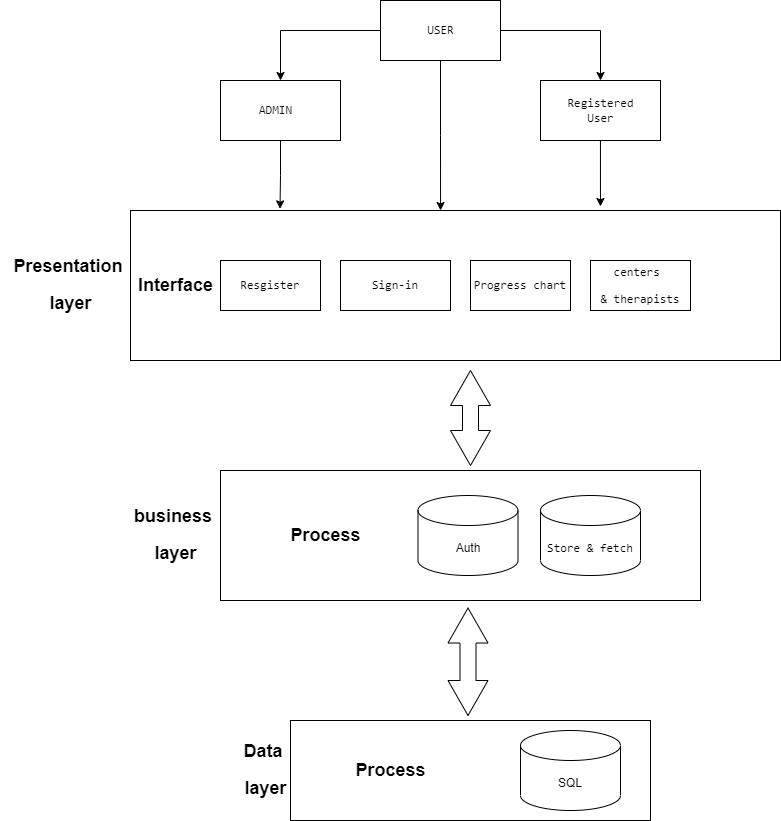 USER
ADMIN
Registered
User
Presentation
layer
Interface
Resgister
Sign-in
Progress chart
centers
& therapists
business
layer
Process
Auth
Store & fetch
Data
layer
Process
SQL